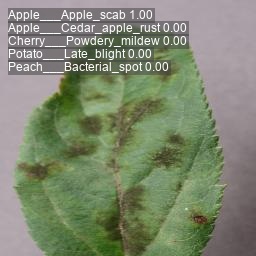 Apple___Apple_scab 1.00
Apple___Cedar_apple_rust 0.00
Cherry___Powdery_mildew 0.00
Potato___Late_blight 0.00
Peach___Bacterial_spot 0.00